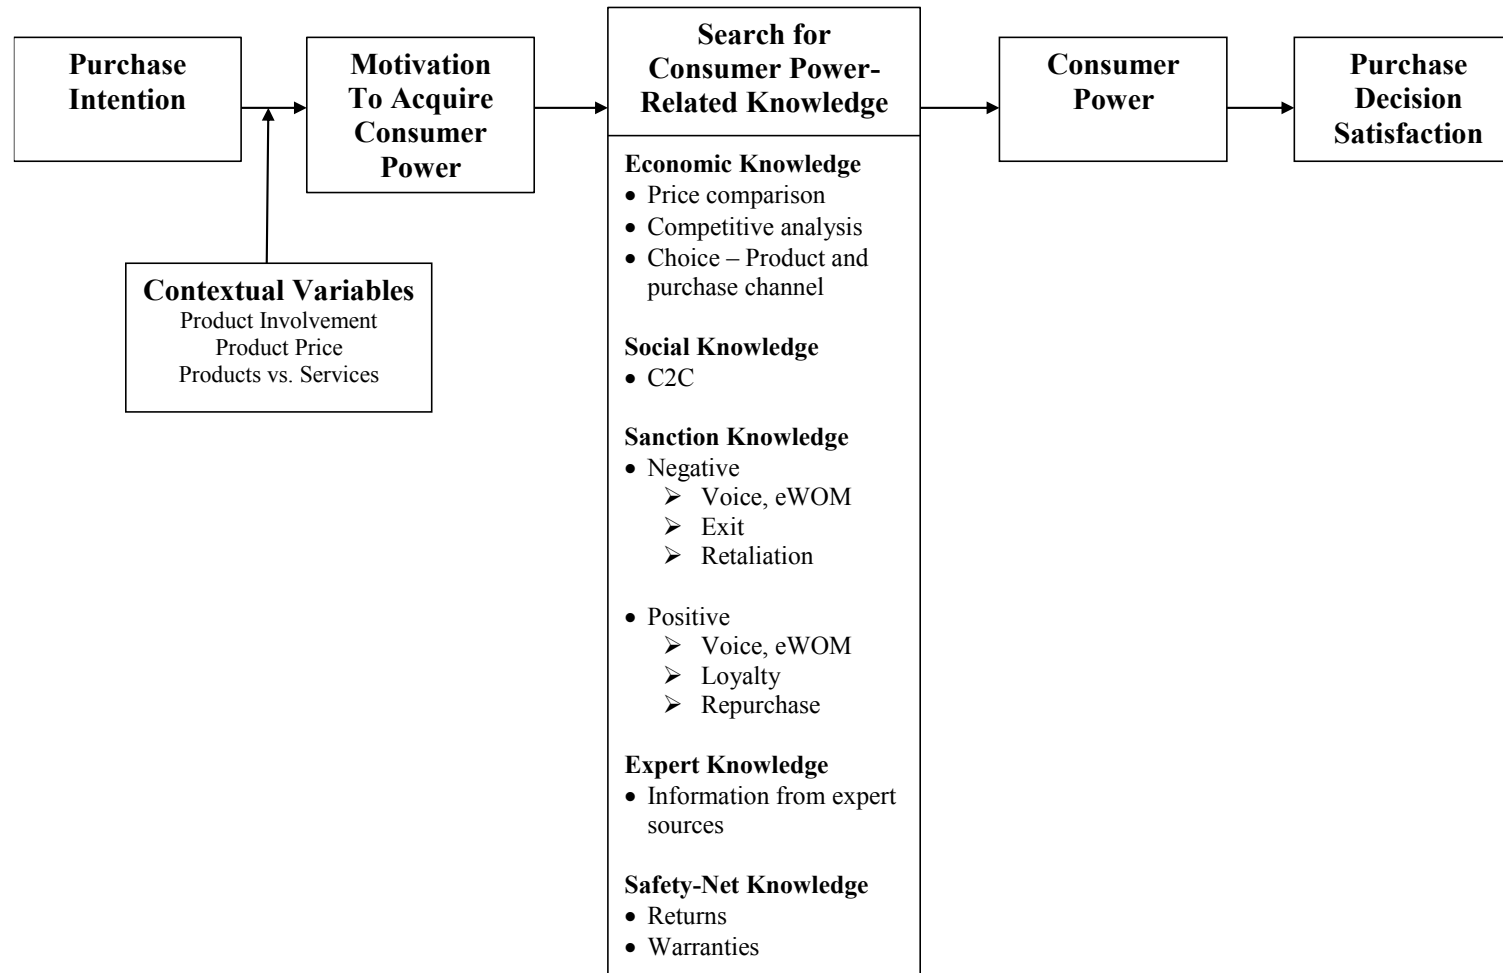 Purchase
Intention
Motivation
To Acquire
Consumer
Power
Contextual Variables
Product Involvement
Product Price
Products vs. Services
Search for
Consumer Power-
Related Knowledge
Economic Knowledge
• Price comparison
• Competitive analysis
• Choice – Product and
purchase channel
Social Knowledge
• C2C
Sanction Knowledge
• Negative
➢ Voice, eWOM
➢ Exit
➢ Retaliation
• Positive
➢ Voice, eWOM
➢ Loyalty
➢ Repurchase
Expert Knowledge
• Information from expert
sources
Safety-Net Knowledge
• Returns
• Warranties
Consumer
Power
Purchase
Decision
Satisfaction